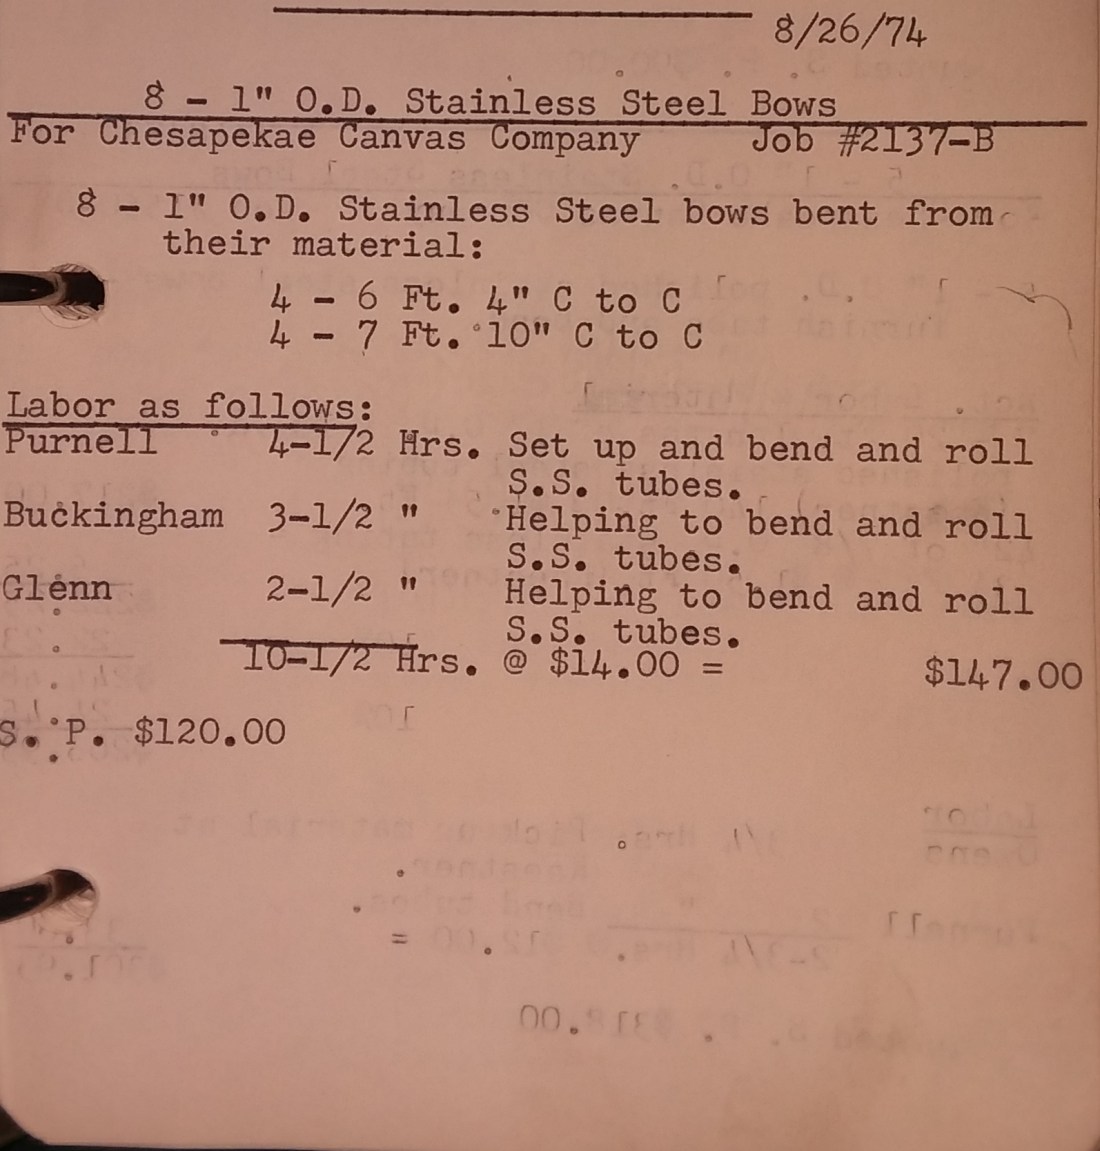 8/26/74
8 - 1" O.D. Stainless Steel Bows
For Chesapekae Canvas Company Job #2137-B
8 - 1" O.D. Stainless Steel bows bent from
their material:
4 - 6 Ft. 4" C to C
4 - 7 Ft. 10" C to C
Labor as follows:
Purnell 4-1/2 Hrs. Set up and bend and roll
S.S. tubes.
Buckingham 3-1/2 " Helping to bend and roll
S.S. tubes.
Glenn 2-1/2 " Helping to bend and roll
S.S. tubes.
10-1/2 Hrs. @ $14.00 = $147.00
S. P. $120.00